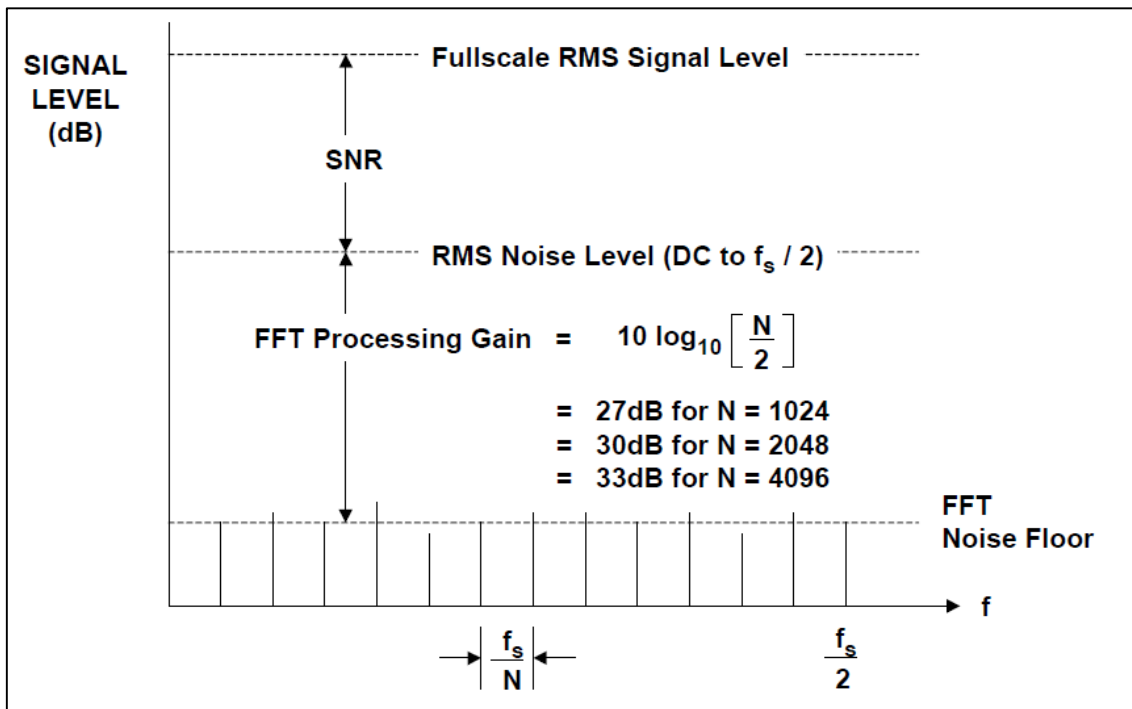 SIGNAL
LEVEL
(dB)
Fullscale RMS Signal Level
SNR
RMS Noise Level (DC to fs / 2)
FFT Processing Gain = 10 log10 [ N / 2 ]
= 27dB for N = 1024
= 30dB for N = 2048
= 33dB for N = 4096
FFT
Noise Floor
f
fs
N
fs
2